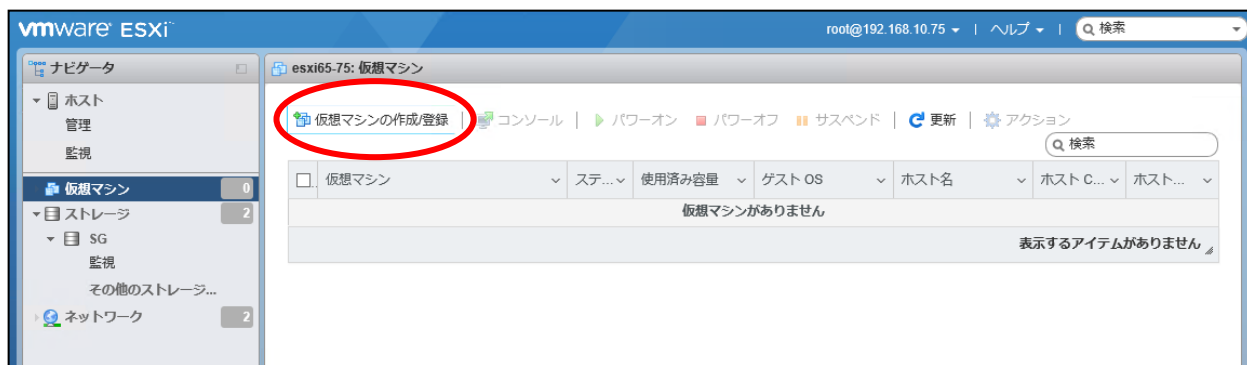 vmware ESXi™
root@192.168.10.75 | ヘルプ | 検索
ナビゲータ
ホスト
管理
監視
仮想マシン 0
ストレージ 2
SG
監視
その他のストレージ...
ネットワーク 2
esxi65-75: 仮想マシン
仮想マシンの作成/登録 | コンソール | パワーオン パワーオフ サスペンド | 更新 | アクション
検索
仮想マシン ステ... 使用済み容量 ゲスト OS ホスト名 ホスト C... ホスト...
仮想マシンがありません
表示するアイテムがありません